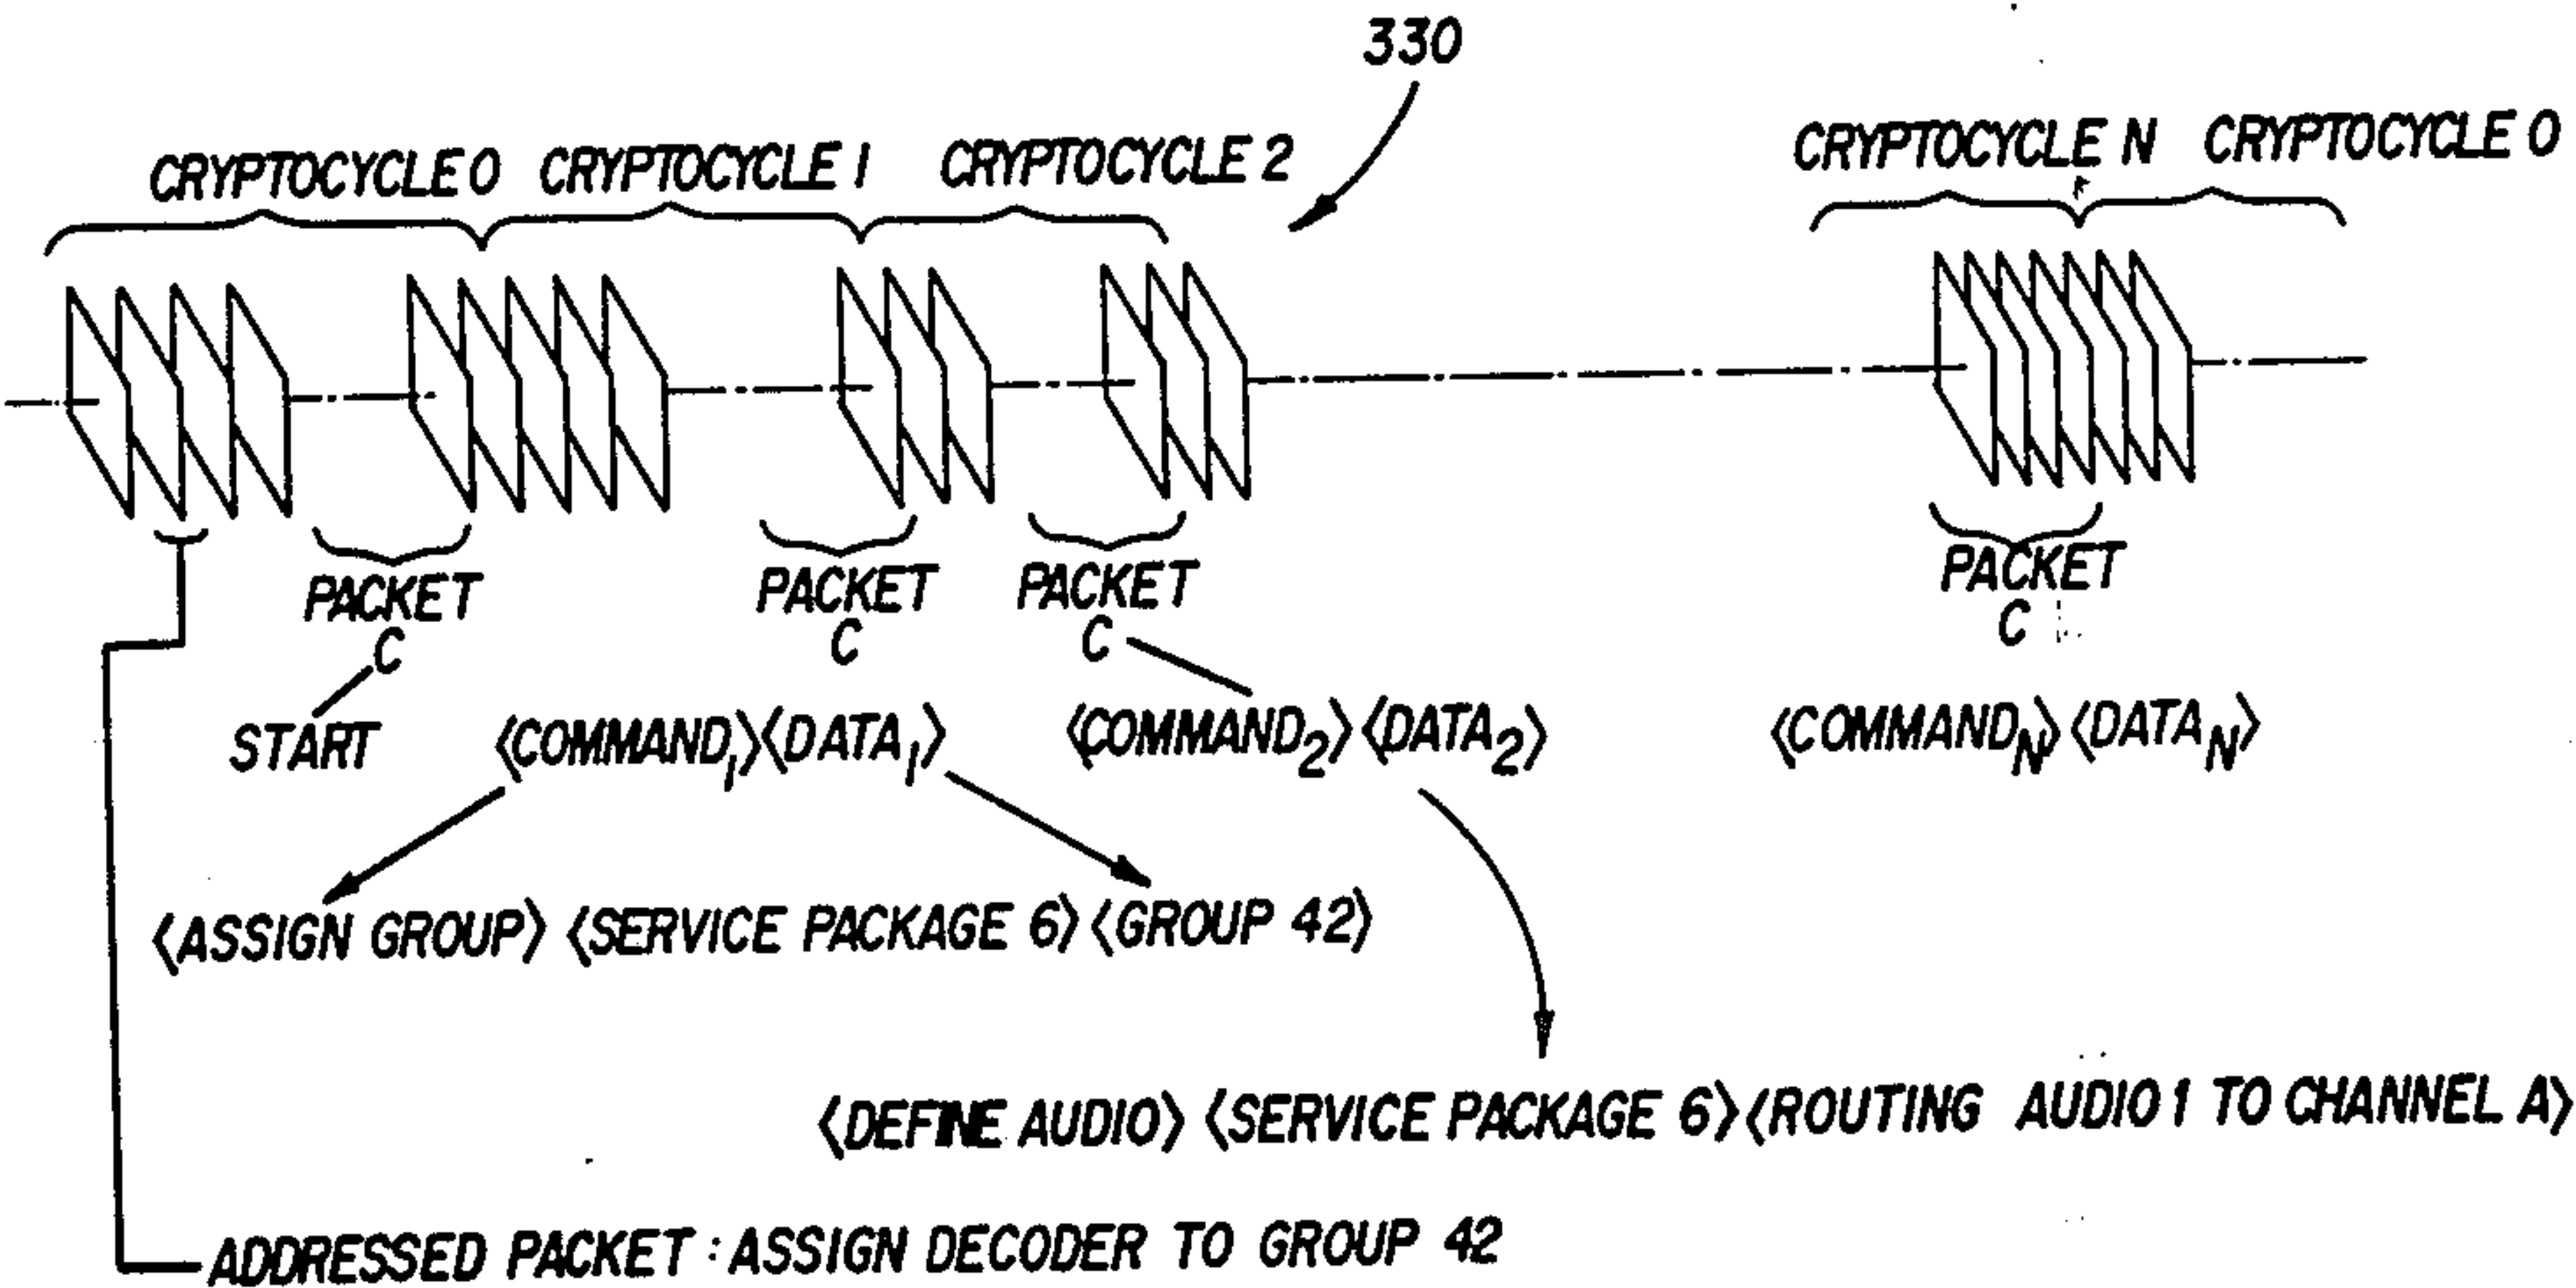 330
CRYPTOCYCLE 0 CRYPTOCYCLE 1 CRYPTOCYCLE 2 CRYPTOCYCLE N CRYPTOCYCLE 0
PACKET C
PACKET C
PACKET C
PACKET C
START
⟨COMMAND₁⟩⟨DATA₁⟩
⟨COMMAND₂⟩⟨DATA₂⟩
⟨COMMAND_N⟩⟨DATA_N⟩
⟨ASSIGN GROUP⟩ ⟨SERVICE PACKAGE 6⟩ ⟨GROUP 42⟩
⟨DEFINE AUDIO⟩ ⟨SERVICE PACKAGE 6⟩ ⟨ROUTING AUDIO 1 TO CHANNEL A⟩
ADDRESSED PACKET : ASSIGN DECODER TO GROUP 42